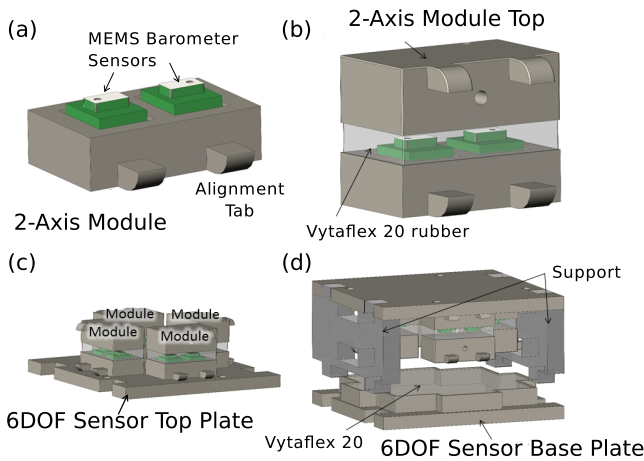 (a)
MEMS Barometer
Sensors
Alignment
Tab
2-Axis Module
(b)
2-Axis Module Top
Vytaflex 20 rubber
(c)
Module
Module
Module
Module
6DOF Sensor Top Plate
(d)
Support
Vytaflex 20
6DOF Sensor Base Plate